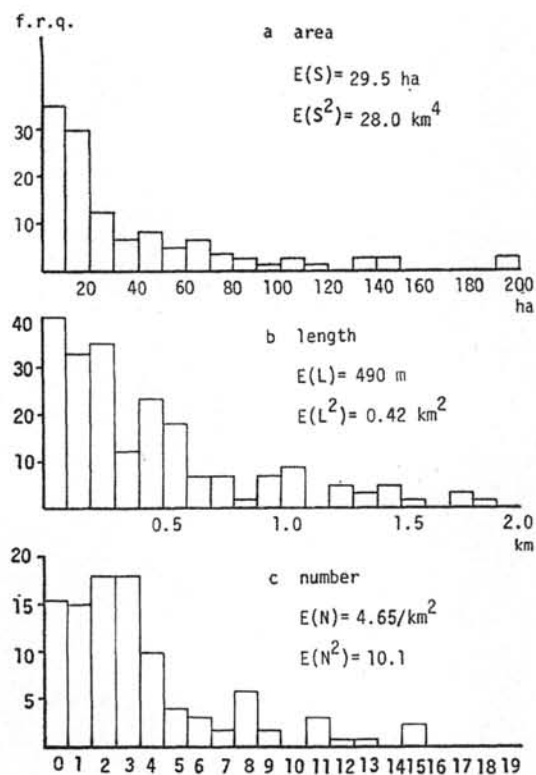 f.r.q.
a area
E(S)= 29.5 ha
E(S²)= 28.0 km⁴
30
20
10
20 40 60 80 100 120 140 160 180 200
ha
b length
E(L)= 490 m
E(L²)= 0.42 km²
40
30
20
10
0.5 1.0 1.5 2.0
km
c number
E(N)= 4.65/km²
E(N²)= 10.1
20
15
10
5
0 1 2 3 4 5 6 7 8 9 10 11 12 13 14 15 16 17 18 19